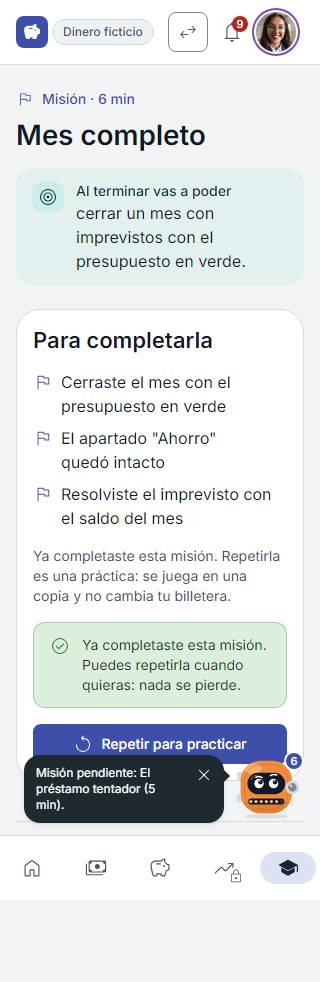 Dinero ficticio
9
Misión · 6 min
Mes completo
Al terminar vas a poder
cerrar un mes con
imprevistos con el
presupuesto en verde.
Para completarla
Cerraste el mes con el
presupuesto en verde
El apartado "Ahorro"
quedó intacto
Resolviste el imprevisto con
el saldo del mes
Ya completaste esta misión. Repetirla
es una práctica: se juega en una
copia y no cambia tu billetera.
Ya completaste esta misión.
Puedes repetirla cuando
quieras: nada se pierde.
Repetir para practicar
Misión pendiente: El
préstamo tentador (5
min).
6